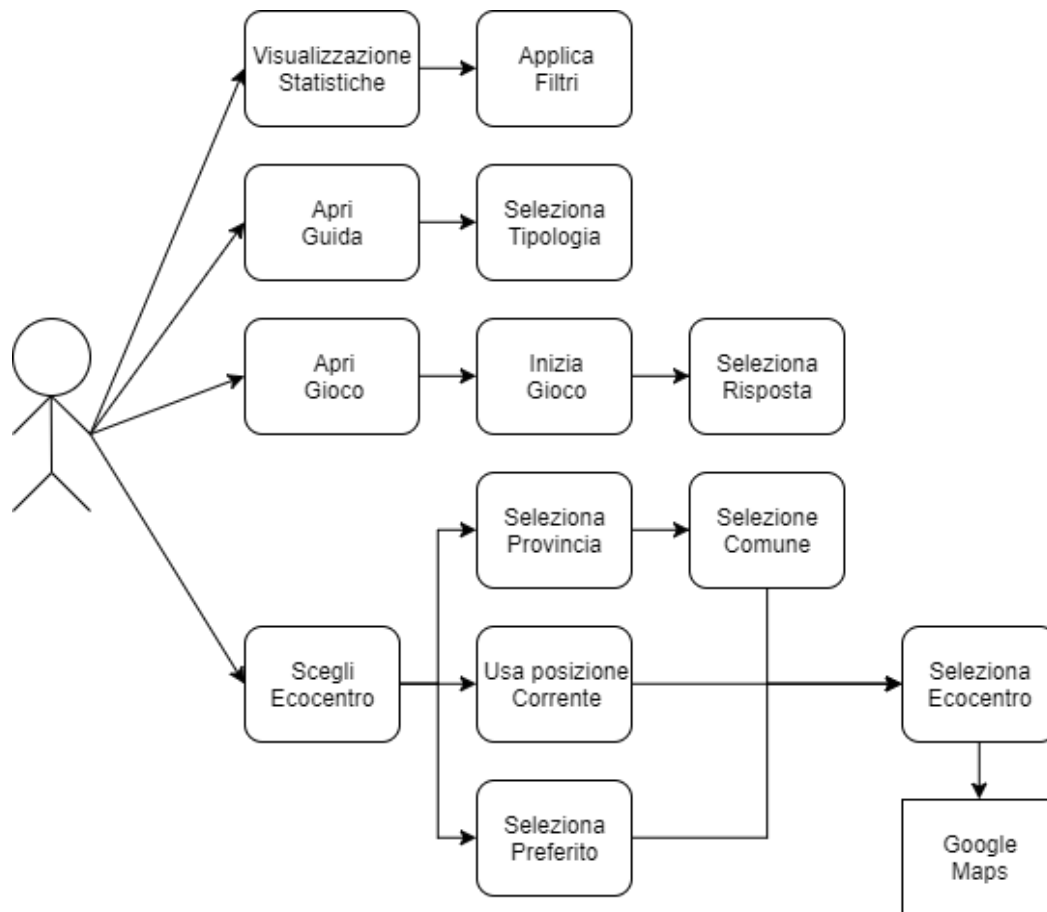 Visualizzazione
Statistiche
Applica
Filtri
Apri
Guida
Seleziona
Tipologia
Apri
Gioco
Inizia
Gioco
Seleziona
Risposta
Seleziona
Provincia
Selezione
Comune
Scegli
Ecocentro
Usa posizione
Corrente
Seleziona
Ecocentro
Seleziona
Preferito
Google
Maps